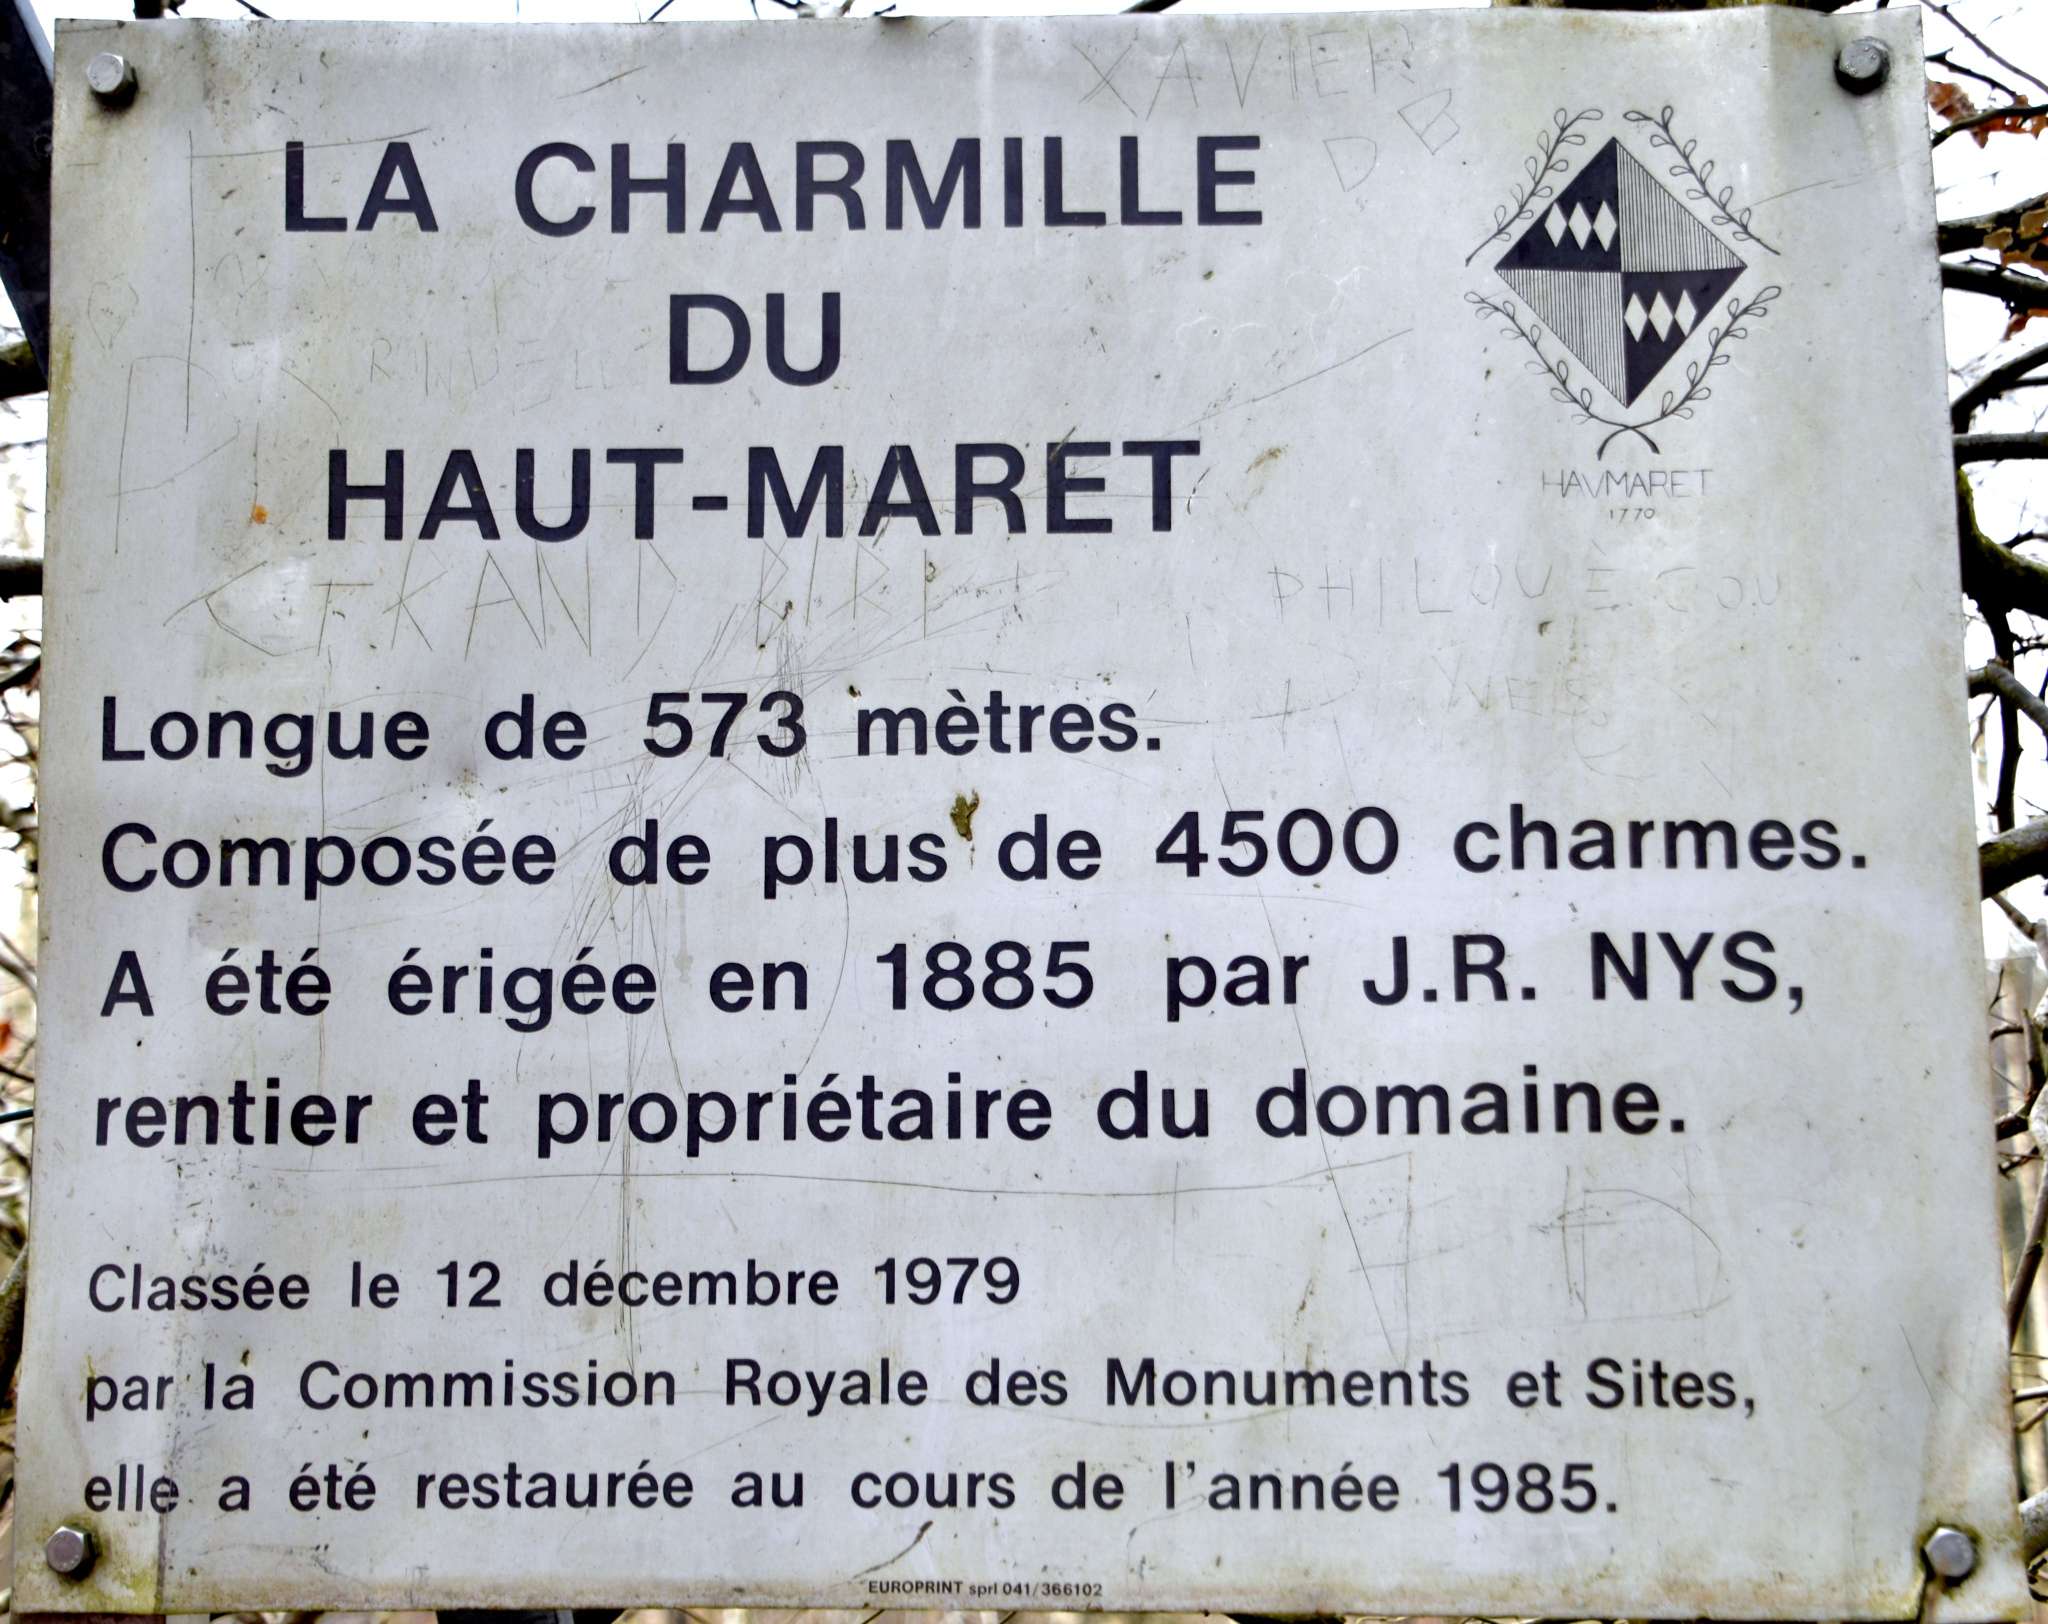 XAVIER
D B
LA CHARMILLE
DU
HAUT-MARET
HAVMARET
1770
Longue de 573 mètres.
Composée de plus de 4500 charmes.
A été érigée en 1885 par J.R. NYS,
rentier et propriétaire du domaine.
Classée le 12 décembre 1979
par la Commission Royale des Monuments et Sites,
elle a été restaurée au cours de l'année 1985.
EUROPRINT sprl 041/366102